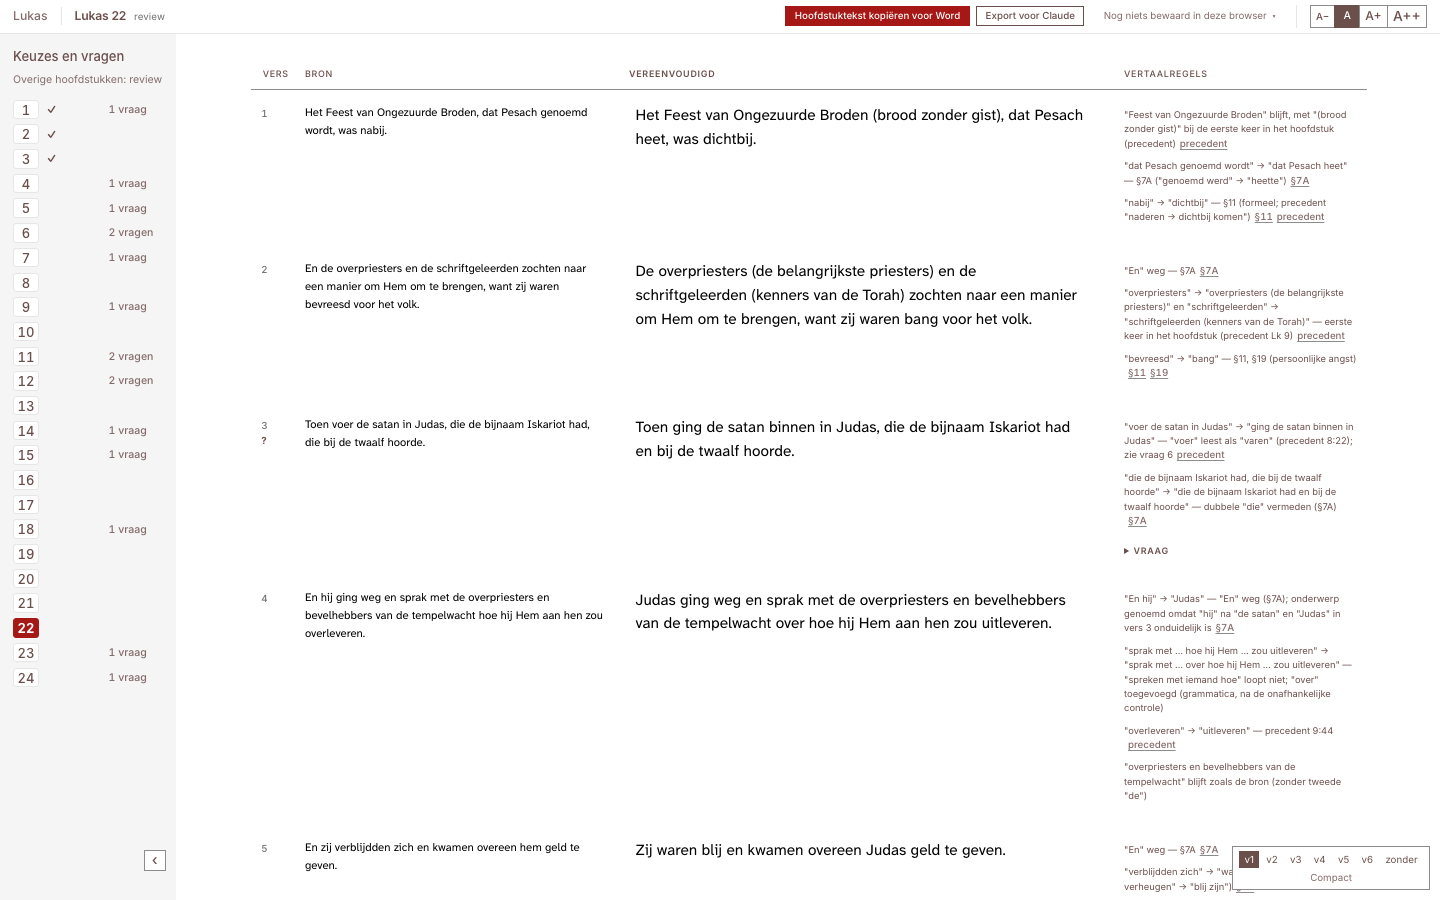 Lukas
Lukas 22 review
Hoofdstuktekst kopiëren voor Word
Export voor Claude
Nog niets bewaard in deze browser •
A−
A
A+
A++
Keuzes en vragen
Overige hoofdstukken: review
1 ✓ 1 vraag
2 ✓
3 ✓
4 1 vraag
5 1 vraag
6 2 vragen
7 1 vraag
8
9 1 vraag
10
11 2 vragen
12 2 vragen
13
14 1 vraag
15 1 vraag
16
17
18 1 vraag
19
20
21
22
23 1 vraag
24 1 vraag
‹
VERS
BRON
VEREENVOUDIGD
VERTAALREGELS
1
Het Feest van Ongezuurde Broden, dat Pesach genoemd
wordt, was nabij.
Het Feest van Ongezuurde Broden (brood zonder gist), dat Pesach
heet, was dichtbij.
"Feest van Ongezuurde Broden" blijft, met "(brood
zonder gist)" bij de eerste keer in het hoofdstuk
(precedent) precedent
"dat Pesach genoemd wordt" → "dat Pesach heet"
— §7A ("genoemd werd" → "heette") §7A
"nabij" → "dichtbij" — §11 (formeel; precedent
"naderen → dichtbij komen") §11 precedent
2
En de overpriesters en de schriftgeleerden zochten naar
een manier om Hem om te brengen, want zij waren
bevreesd voor het volk.
De overpriesters (de belangrijkste priesters) en de
schriftgeleerden (kenners van de Torah) zochten naar een manier
om Hem om te brengen, want zij waren bang voor het volk.
"En" weg — §7A §7A
"overpriesters" → "overpriesters (de belangrijkste
priesters)" en "schriftgeleerden" →
"schriftgeleerden (kenners van de Torah)" — eerste
keer in het hoofdstuk (precedent Lk 9) precedent
"bevreesd" → "bang" — §11, §19 (persoonlijke angst)
§11 §19
3
?
Toen voer de satan in Judas, die de bijnaam Iskariot had,
die bij de twaalf hoorde.
Toen ging de satan binnen in Judas, die de bijnaam Iskariot had
en bij de twaalf hoorde.
"voer de satan in Judas" → "ging de satan binnen in
Judas" — "voer" leest als "varen" (precedent 8:22);
zie vraag 6 precedent
"die de bijnaam Iskariot had, die bij de twaalf
hoorde" → "die de bijnaam Iskariot had en bij de
twaalf hoorde" — dubbele "die" vermeden (§7A)
§7A
▶ VRAAG
4
En hij ging weg en sprak met de overpriesters en
bevelhebbers van de tempelwacht hoe hij Hem aan hen zou
overleveren.
Judas ging weg en sprak met de overpriesters en bevelhebbers
van de tempelwacht over hoe hij Hem aan hen zou uitleveren.
"En hij" → "Judas" — "En" weg (§7A); onderwerp
genoemd omdat "hij" na "de satan" en "Judas" in
vers 3 onduidelijk is §7A
"sprak met ... hoe hij Hem ... zou uitleveren" →
"sprak met ... over hoe hij Hem ... zou uitleveren" —
"spreken met iemand hoe" loopt niet; "over"
toegevoegd (grammatica, na de onafhankelijke
controle)
"overleveren" → "uitleveren" — precedent 9:44
precedent
"overpriesters en bevelhebbers van de
tempelwacht" blijft zoals de bron (zonder tweede
"de")
5
En zij verblijdden zich en kwamen overeen hem geld te
geven.
Zij waren blij en kwamen overeen Judas geld te geven.
"En" weg — §7A §7A
"verblijdden zich" → "wa
verheugen" → "blij zijn")
v1 v2 v3 v4 v5 v6 zonder
Compact